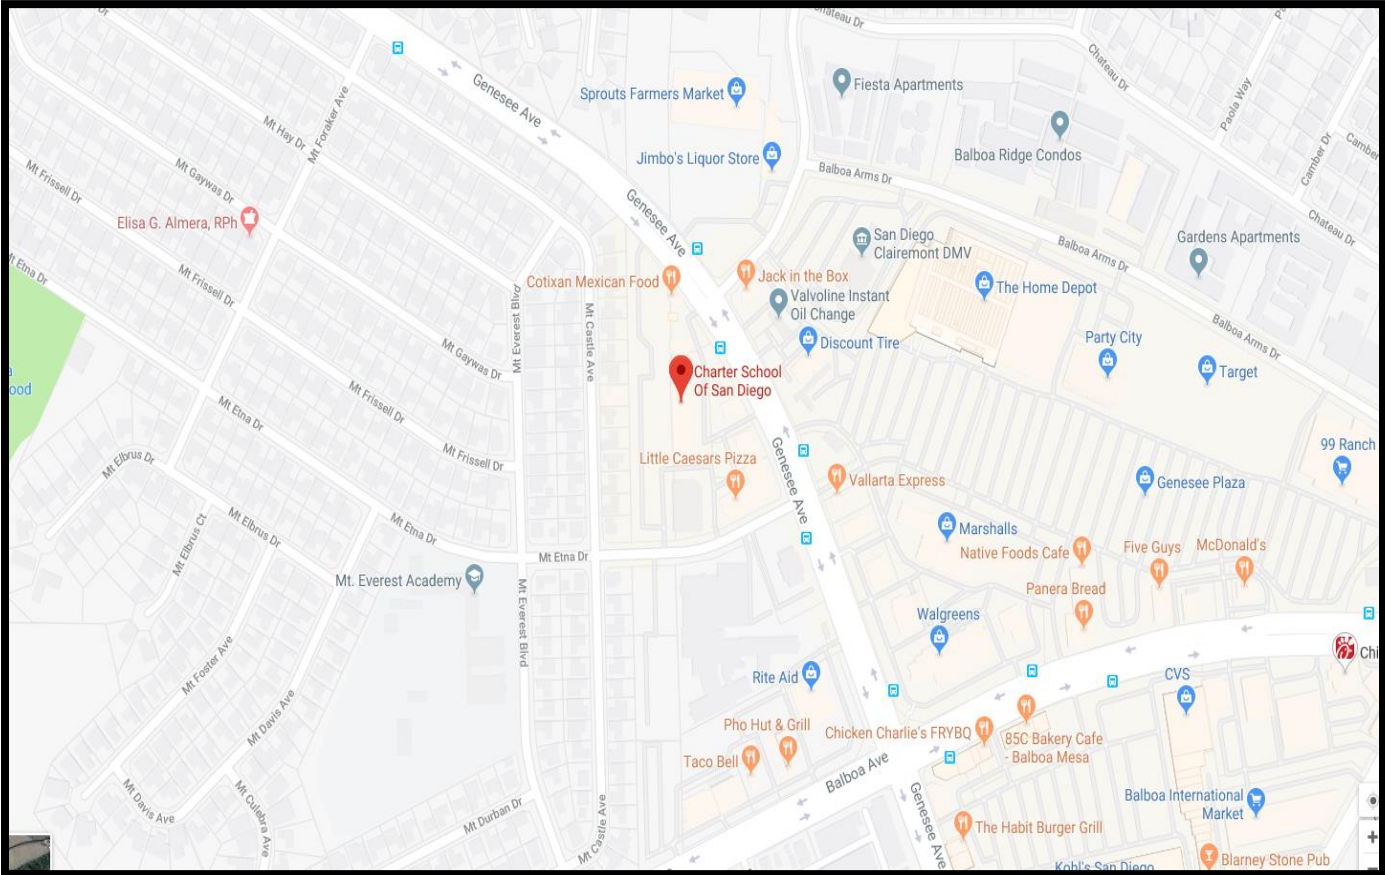 Chateau Dr
Genesee Ave
Sprouts Farmers Market
Fiesta Apartments
Chateau Dr
Paola Way
Mt Foraker Ave
Mt Hay Dr
Jimbo's Liquor Store
Balboa Ridge Condos
Camber Dr
Camber
Mt Frissell Dr
Mt Gaywas Dr
Balboa Arms Dr
Elisa G. Almera, RPh
Genesee Ave
San Diego
Clairemont DMV
Balboa Arms Dr
Gardens Apartments
Chateau Dr
Mt Etna Dr
Mt Frissell Dr
Cotixan Mexican Food
Jack in the Box
Valvoline Instant
Oil Change
The Home Depot
Mt Everest Blvd
Mt Castle Ave
Discount Tire
Party City
Balboa Arms Dr
Mt Gaywas Dr
Charter School
Of San Diego
Target
a
ood
Mt Frissell Dr
Mt Etna Dr
Mt Elbrus Dr
Mt Frissell Dr
Little Caesars Pizza
Genesee Ave
Vallarta Express
Genesee Plaza
99 Ranch
Mt Elbrus Ct
Mt Elbrus Dr
Mt Etna Dr
Mt Etna Dr
Marshalls
Native Foods Cafe
Five Guys
McDonald's
Mt. Everest Academy
Mt Everest Blvd
Panera Bread
Walgreens
Mt Foster Ave
Mt Davis Ave
Rite Aid
CVS
Chi
Pho Hut & Grill
Taco Bell
Chicken Charlie's FRYBQ
85C Bakery Cafe
- Balboa Mesa
Balboa Ave
Mt Davis Ave
Mt Culebra Ave
Mt Durban Dr
Mt Castle Ave
Genesee Ave
The Habit Burger Grill
Balboa International
Market
Kohl's San Diego
Blarney Stone Pub